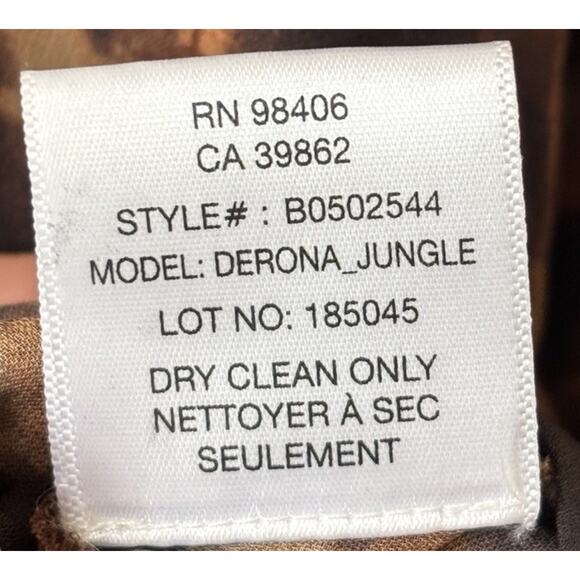 RN 98406
CA 39862
STYLE# : B0502544
MODEL: DERONA_JUNGLE
LOT NO: 185045
DRY CLEAN ONLY
NETTOYER À SEC
SEULEMENT